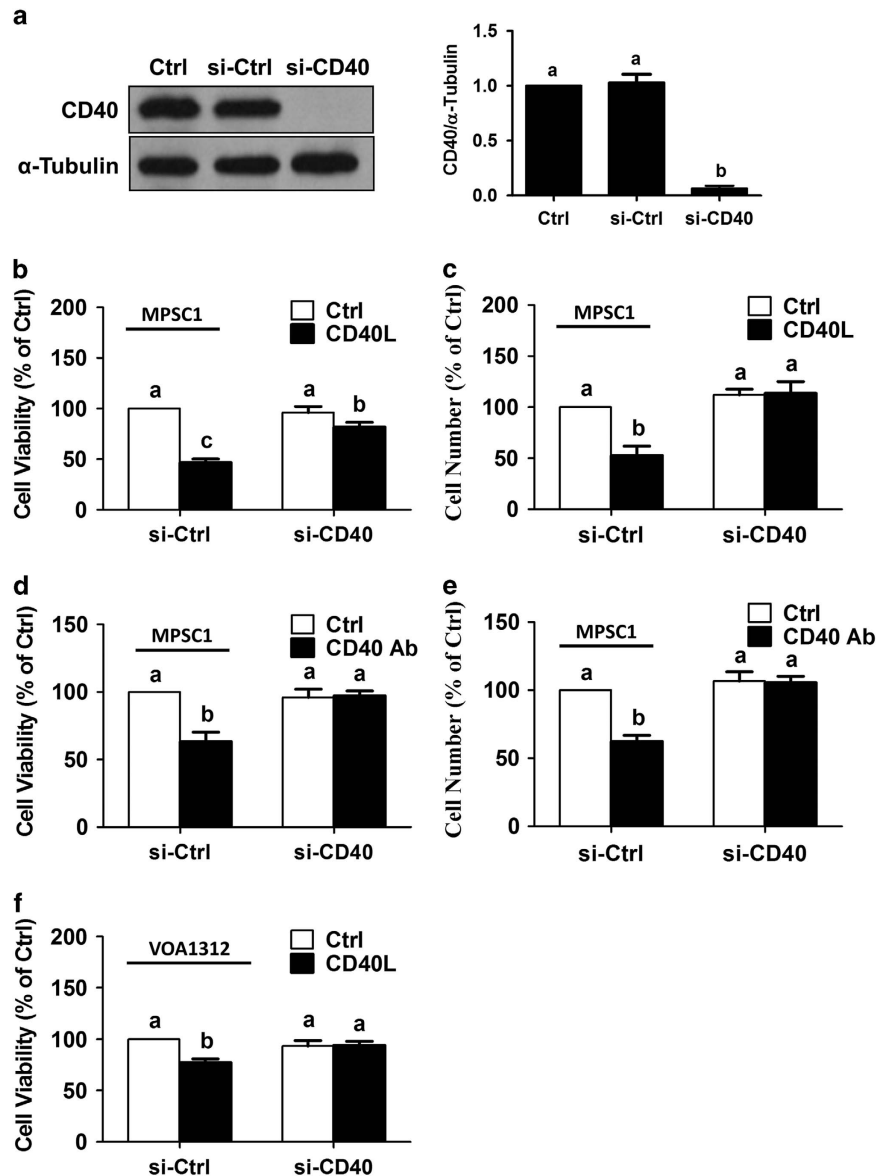 a
Ctrl si-Ctrl si-CD40
CD40
α-Tubulin
CD40/α-Tubulin
1.5
1.0
0.5
0.0
a
a
b
Ctrl si-Ctrl si-CD40
b
Cell Viability (% of Ctrl)
200
150
100
50
0
MPSC1
Ctrl
CD40L
a
c
a
b
si-Ctrl si-CD40
c
Cell Number (% of Ctrl)
200
150
100
50
0
MPSC1
Ctrl
CD40L
a
b
a
a
si-Ctrl si-CD40
d
Cell Viability (% of Ctrl)
150
100
50
0
MPSC1
Ctrl
CD40 Ab
a
b
a
a
si-Ctrl si-CD40
e
Cell Number (% of Ctrl)
150
100
50
0
MPSC1
Ctrl
CD40 Ab
a
b
a
a
si-Ctrl si-CD40
f
Cell Viability (% of Ctrl)
200
150
100
50
0
VOA1312
Ctrl
CD40L
a
b
a
a
si-Ctrl si-CD40